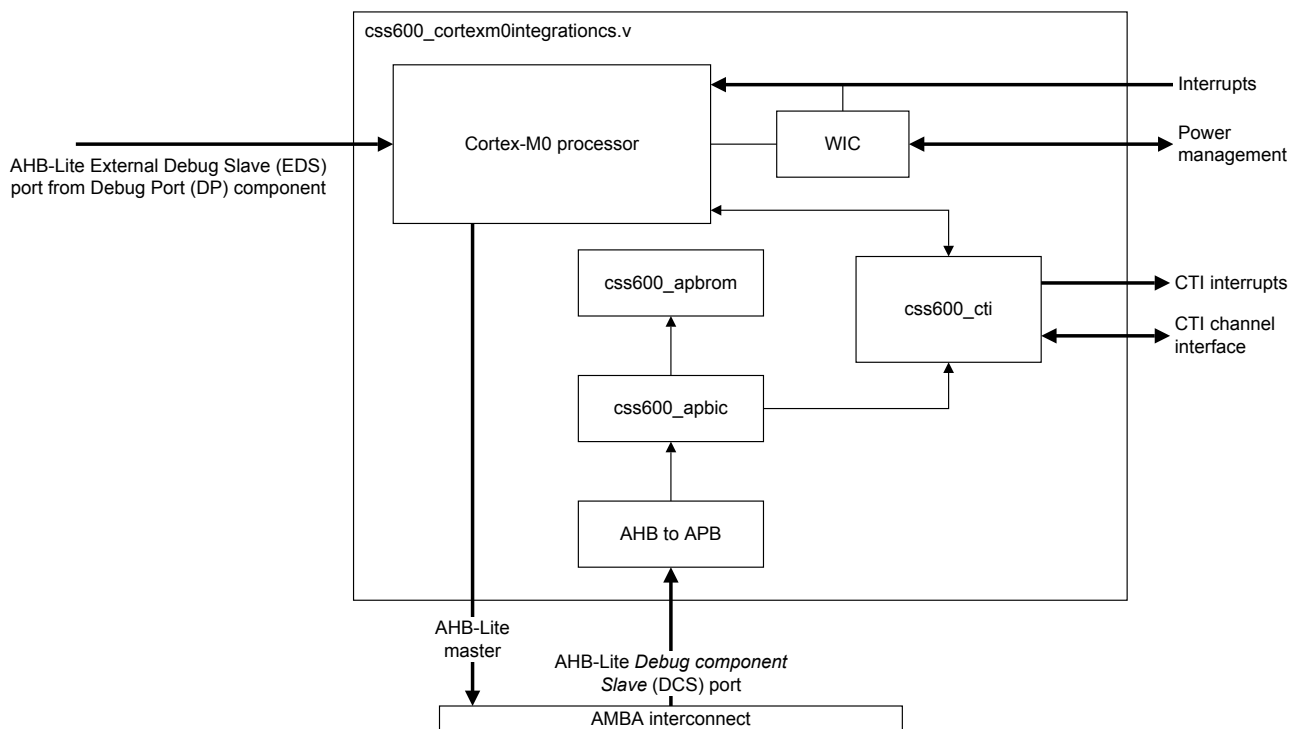 css600_cortexm0integrationcs.v
Cortex-M0 processor
WIC
Interrupts
Power
management
AHB-Lite External Debug Slave (EDS)
port from Debug Port (DP) component
css600_apbrom
css600_cti
CTI interrupts
CTI channel
interface
css600_apbic
AHB to APB
AHB-Lite
master
AHB-Lite Debug component
Slave (DCS) port
AMBA interconnect